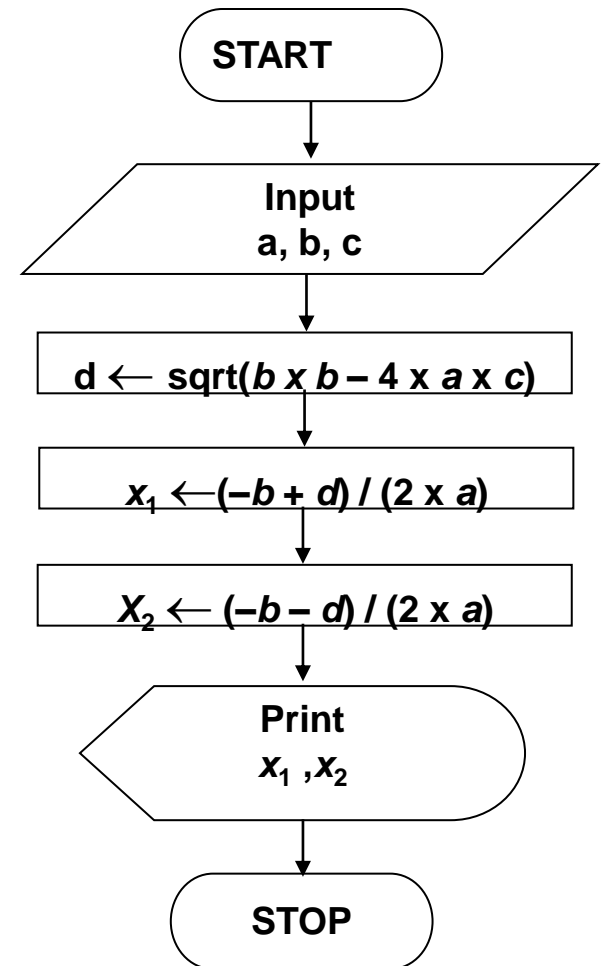 START
Input
a, b, c
d ← sqrt(b x b – 4 x a x c)
x₁ ←(–b + d) / (2 x a)
X₂ ← (–b – d) / (2 x a)
Print
x₁ ,x₂
STOP